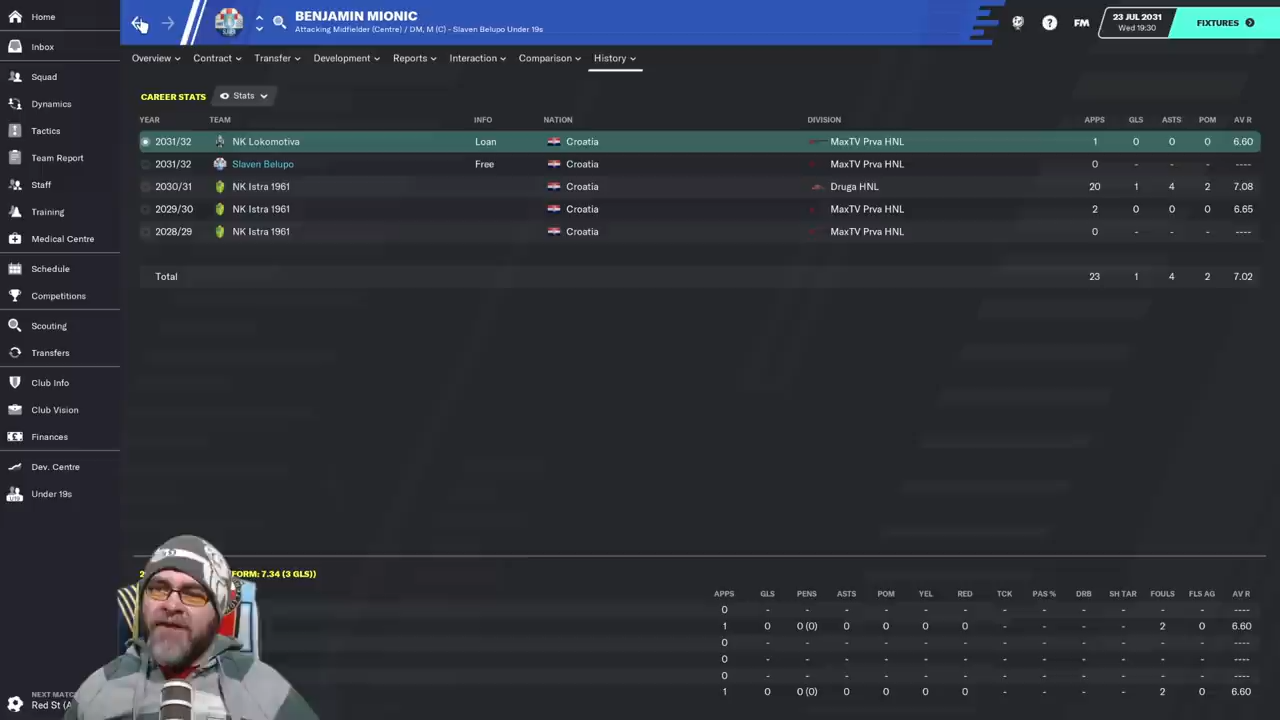 Home
BENJAMIN MIONIC
Attacking Midfielder (Centre) / DM, M (C) - Slaven Belupo Under 19s
FM
23 JUL 2031
Wed 19:30
FIXTURES
Inbox
Squad
Dynamics
Tactics
Team Report
Staff
Training
Medical Centre
Schedule
Competitions
Scouting
Transfers
Club Info
Club Vision
Finances
Dev. Centre
Under 19s
Overview Contract Transfer Development Reports Interaction Comparison History
CAREER STATS Stats
YEAR TEAM INFO NATION DIVISION APPS GLS ASTS POM AV R
2031/32 NK Lokomotiva Loan Croatia MaxTV Prva HNL 1 0 0 0 6.60
2031/32 Slaven Belupo Free Croatia MaxTV Prva HNL 0 - - - ----
2030/31 NK Istra 1961 Croatia Druga HNL 20 1 4 2 7.08
2029/30 NK Istra 1961 Croatia MaxTV Prva HNL 2 0 0 0 6.65
2028/29 NK Istra 1961 Croatia MaxTV Prva HNL 0 - - - ----
Total 23 1 4 2 7.02
FORM: 7.34 (3 GLS))
APPS GLS PENS ASTS POM YEL RED TCK PAS % DRB SH TAR FOULS FLS AG AV R
0 - - - - - - - - - - - - ----
1 0 0 (0) 0 0 0 0 - - - - 2 0 6.60
0 - - - - - - - - - - - - ----
0 - - - - - - - - - - - - ----
0 - - - - - - - - - - - - ----
1 0 0 (0) 0 0 0 0 - - - - 2 0 6.60
NEXT MATC
Red St (A